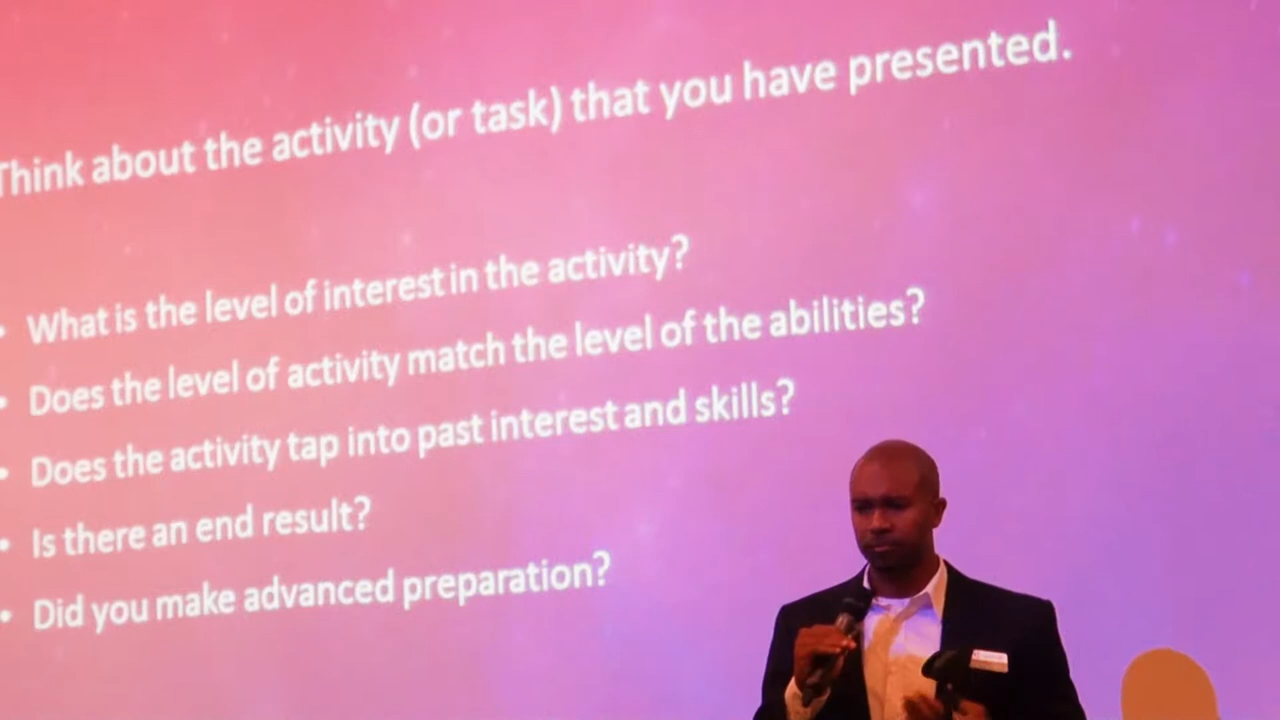 Think about the activity (or task) that you have presented.
• What is the level of interest in the activity?
• Does the level of activity match the level of the abilities?
• Does the activity tap into past interest and skills?
• Is there an end result?
• Did you make advanced preparation?